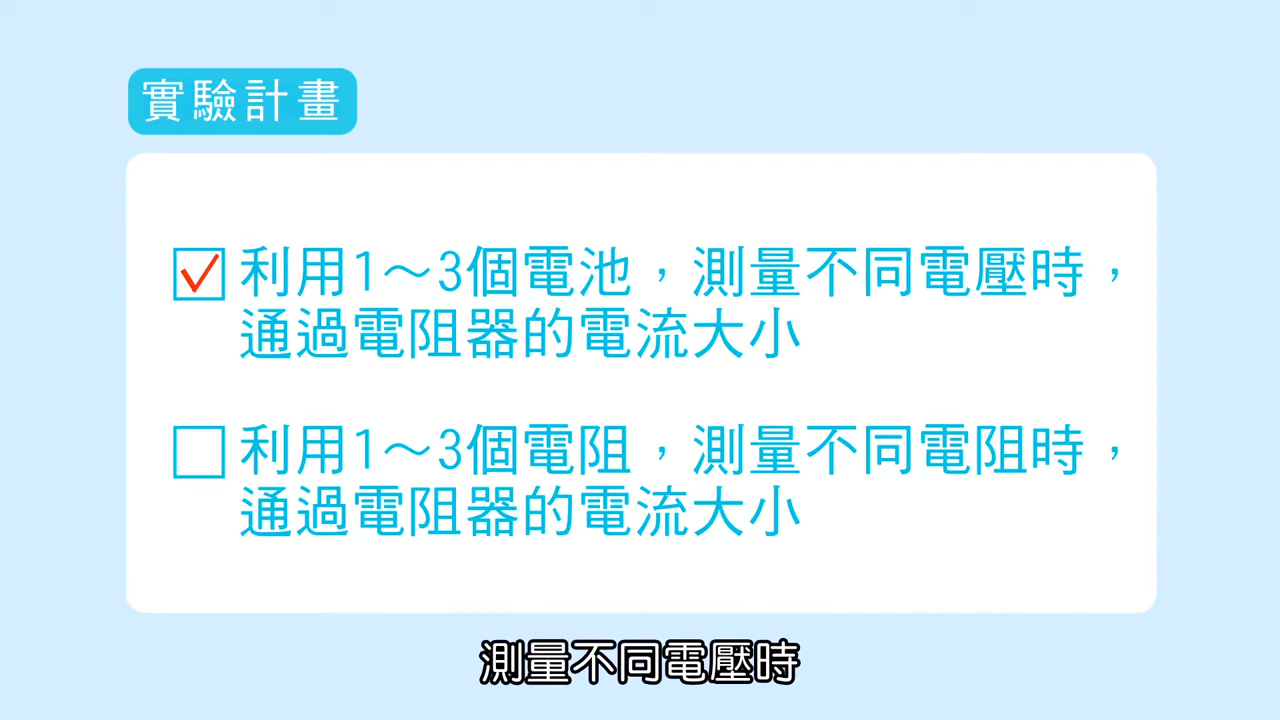 實驗計畫
利用1～3個電池，測量不同電壓時，
通過電阻器的電流大小
利用1～3個電阻，測量不同電阻時，
通過電阻器的電流大小
測量不同電壓時